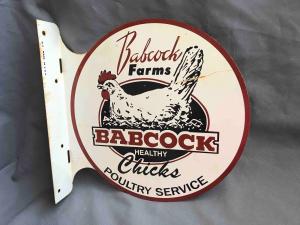 Babcock
Farms
BABCOCK
HEALTHY
Chicks
POULTRY SERVICE